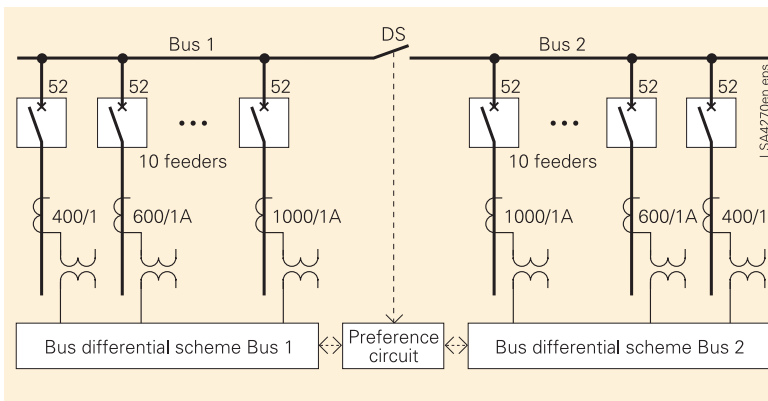 DS
Bus 1
Bus 2
52
52
52
52
52
52
LSA4270en.eps
•••
•••
10 feeders
10 feeders
400/1
600/1A
1000/1A
1000/1A
600/1A
400/1
Bus differential scheme Bus 1
Preference
circuit
Bus differential scheme Bus 2